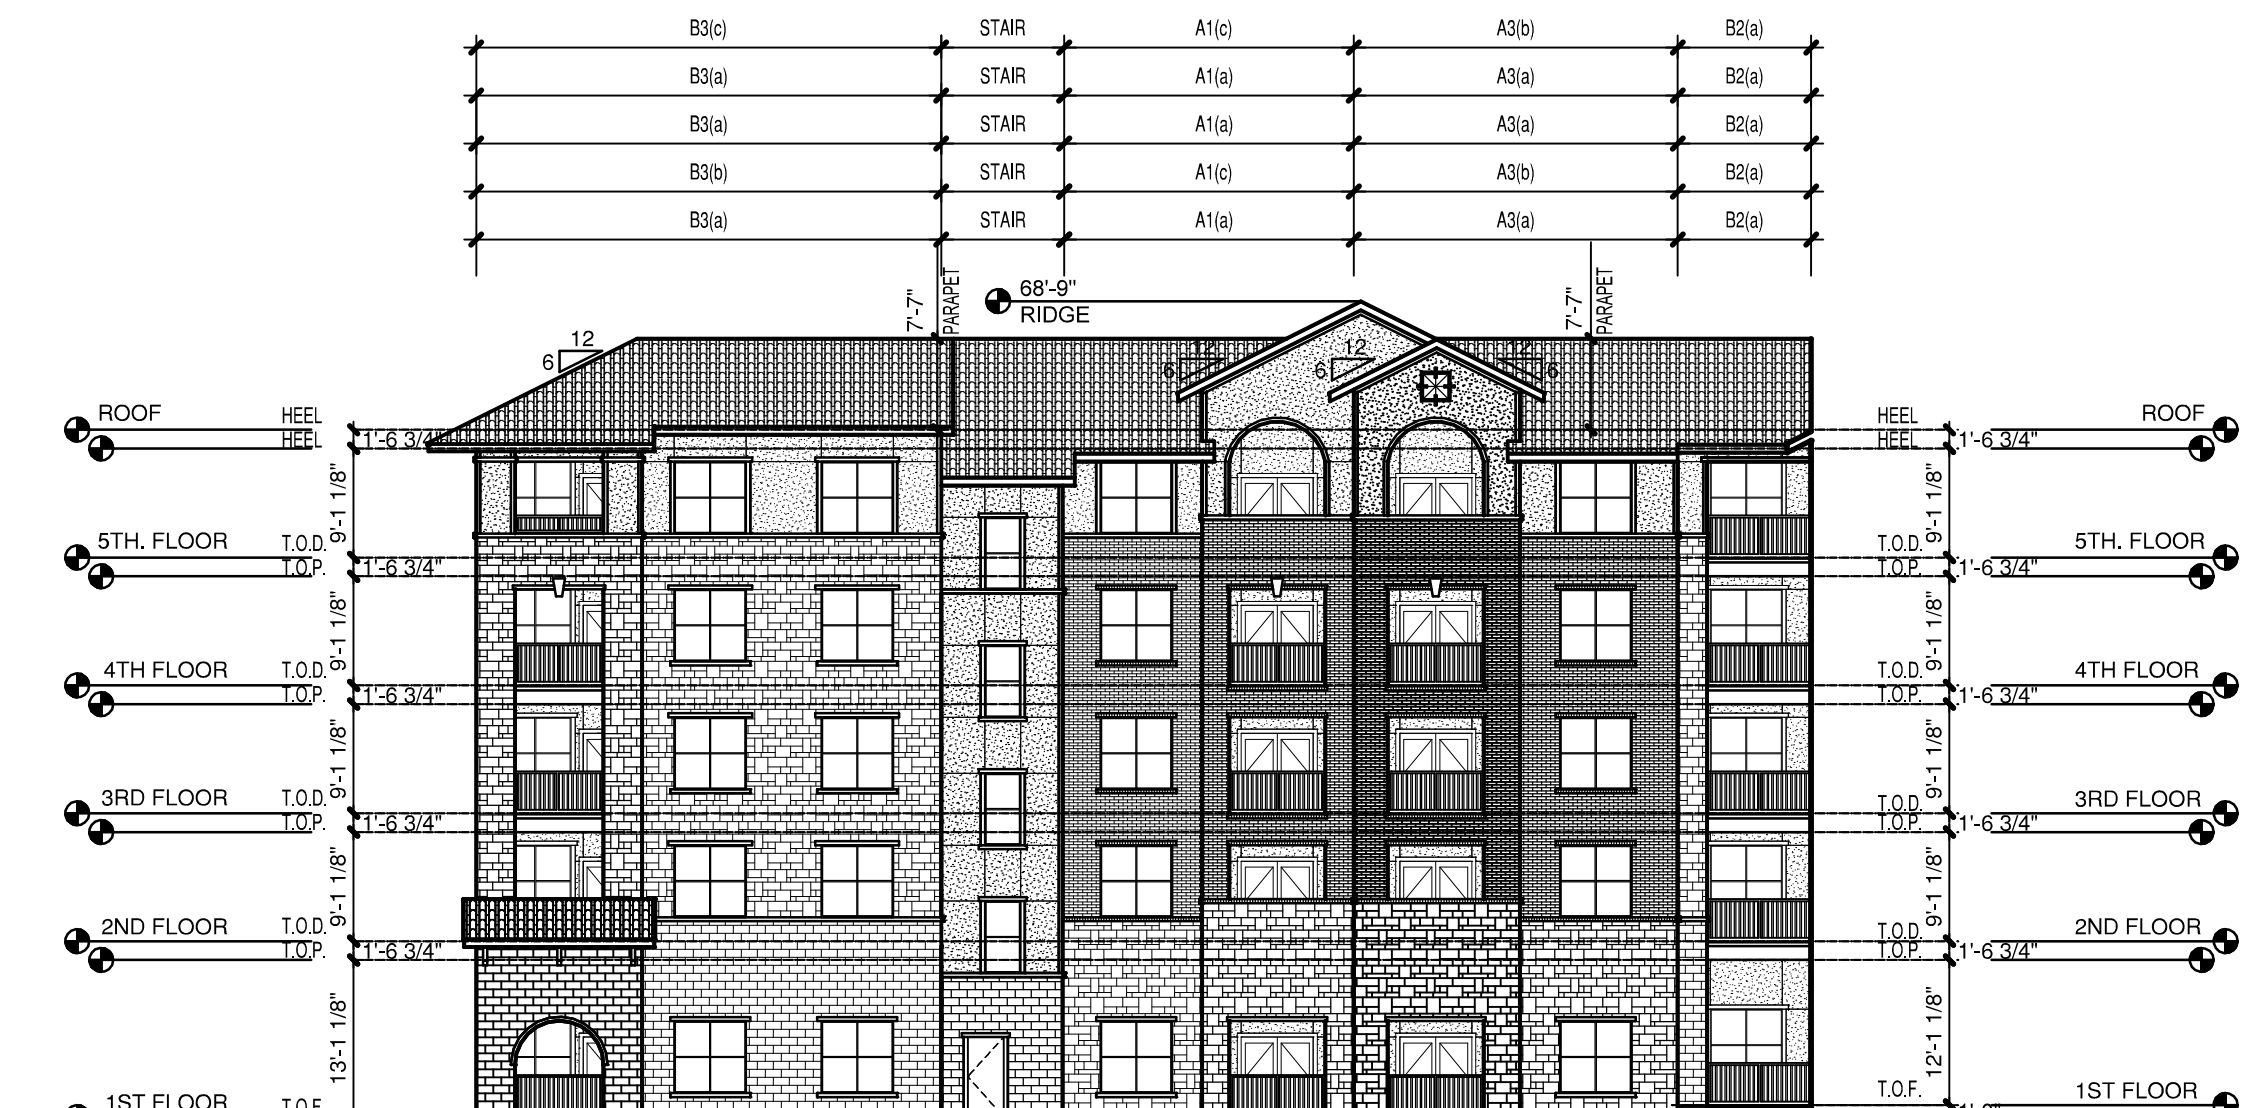 B3(c) STAIR A1(c) A3(b) B2(a)
B3(a) STAIR A1(a) A3(a) B2(a)
B3(a) STAIR A1(a) A3(a) B2(a)
B3(b) STAIR A1(c) A3(b) B2(a)
B3(a) STAIR A1(a) A3(a) B2(a)
7'-7" PARAPET
68'-9"
RIDGE
7'-7" PARAPET
12
6
12
6
12
6
12
6
ROOF HEEL
HEEL 1'-6 3/4"
9'-1 1/8"
5TH. FLOOR T.O.D.
T.O.P. 1'-6 3/4"
9'-1 1/8"
4TH FLOOR T.O.D.
T.O.P. 1'-6 3/4"
9'-1 1/8"
3RD FLOOR T.O.D.
T.O.P. 1'-6 3/4"
9'-1 1/8"
2ND FLOOR T.O.D.
T.O.P. 1'-6 3/4"
13'-1 1/8"
1ST FLOOR T.O.F.
HEEL ROOF
HEEL 1'-6 3/4"
9'-1 1/8"
T.O.D. 5TH. FLOOR
T.O.P. 1'-6 3/4"
9'-1 1/8"
T.O.D. 4TH FLOOR
T.O.P. 1'-6 3/4"
9'-1 1/8"
T.O.D. 3RD FLOOR
T.O.P. 1'-6 3/4"
9'-1 1/8"
T.O.D. 2ND FLOOR
T.O.P. 1'-6 3/4"
12'-1 1/8"
T.O.F. 1ST FLOOR